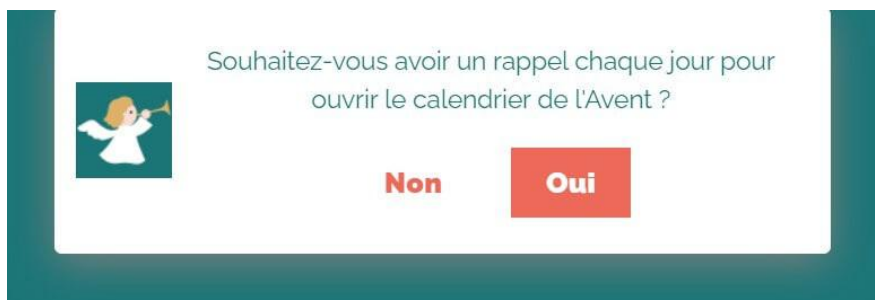 Souhaitez-vous avoir un rappel chaque jour pour
ouvrir le calendrier de l'Avent ?
Non Oui